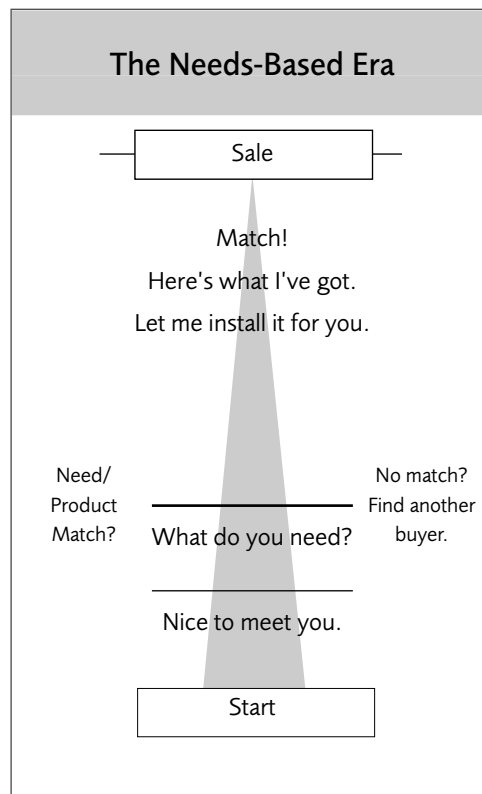 The Needs-Based Era
Sale
Match!
Here's what I've got.
Let me install it for you.
Need/
Product
Match?
No match?
Find another
buyer.
What do you need?
Nice to meet you.
Start